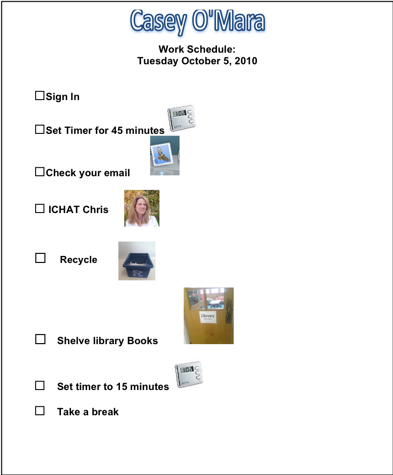 Casey O'Mara
Work Schedule:
Tuesday October 5, 2010
Sign In
Set Timer for 45 minutes
Check your email
ICHAT Chris
Recycle
Library
Shelve library Books
Set timer to 15 minutes
Take a break